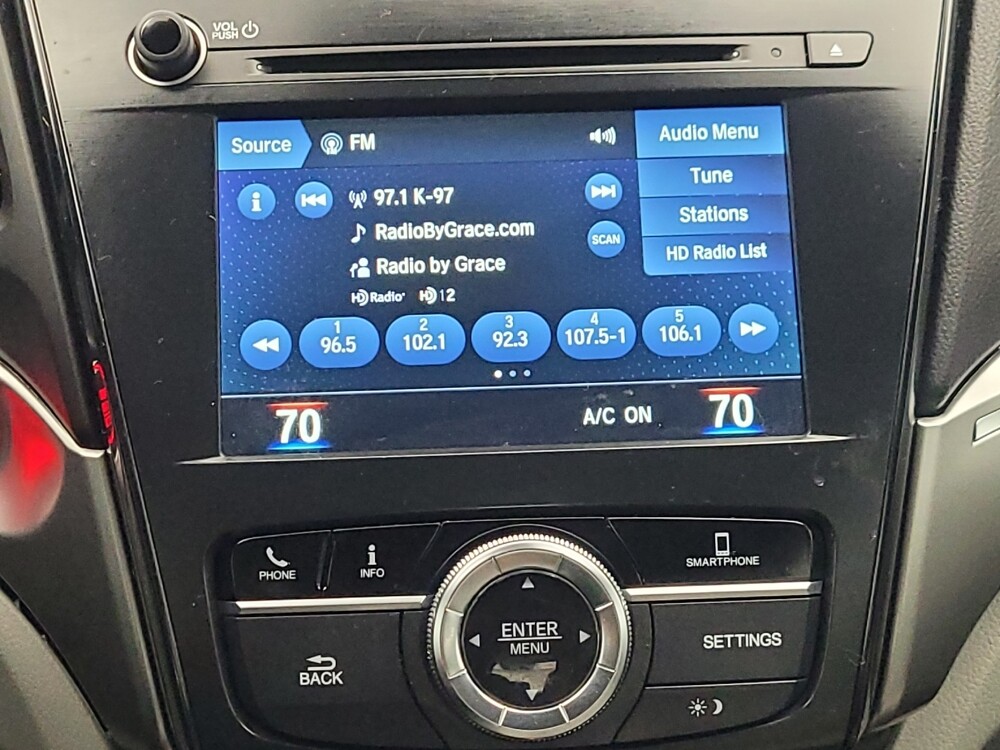 VOL
PUSH
Source
FM
Audio Menu
97.1 K-97
Tune
RadioByGrace.com
Stations
SCAN
Radio by Grace
HD Radio List
HD Radio HD 1 2
1 2 3 4 5
96.5 102.1 92.3 107.5-1 106.1
70 A/C ON 70
PHONE
INFO
SMARTPHONE
ENTER
MENU
SETTINGS
BACK